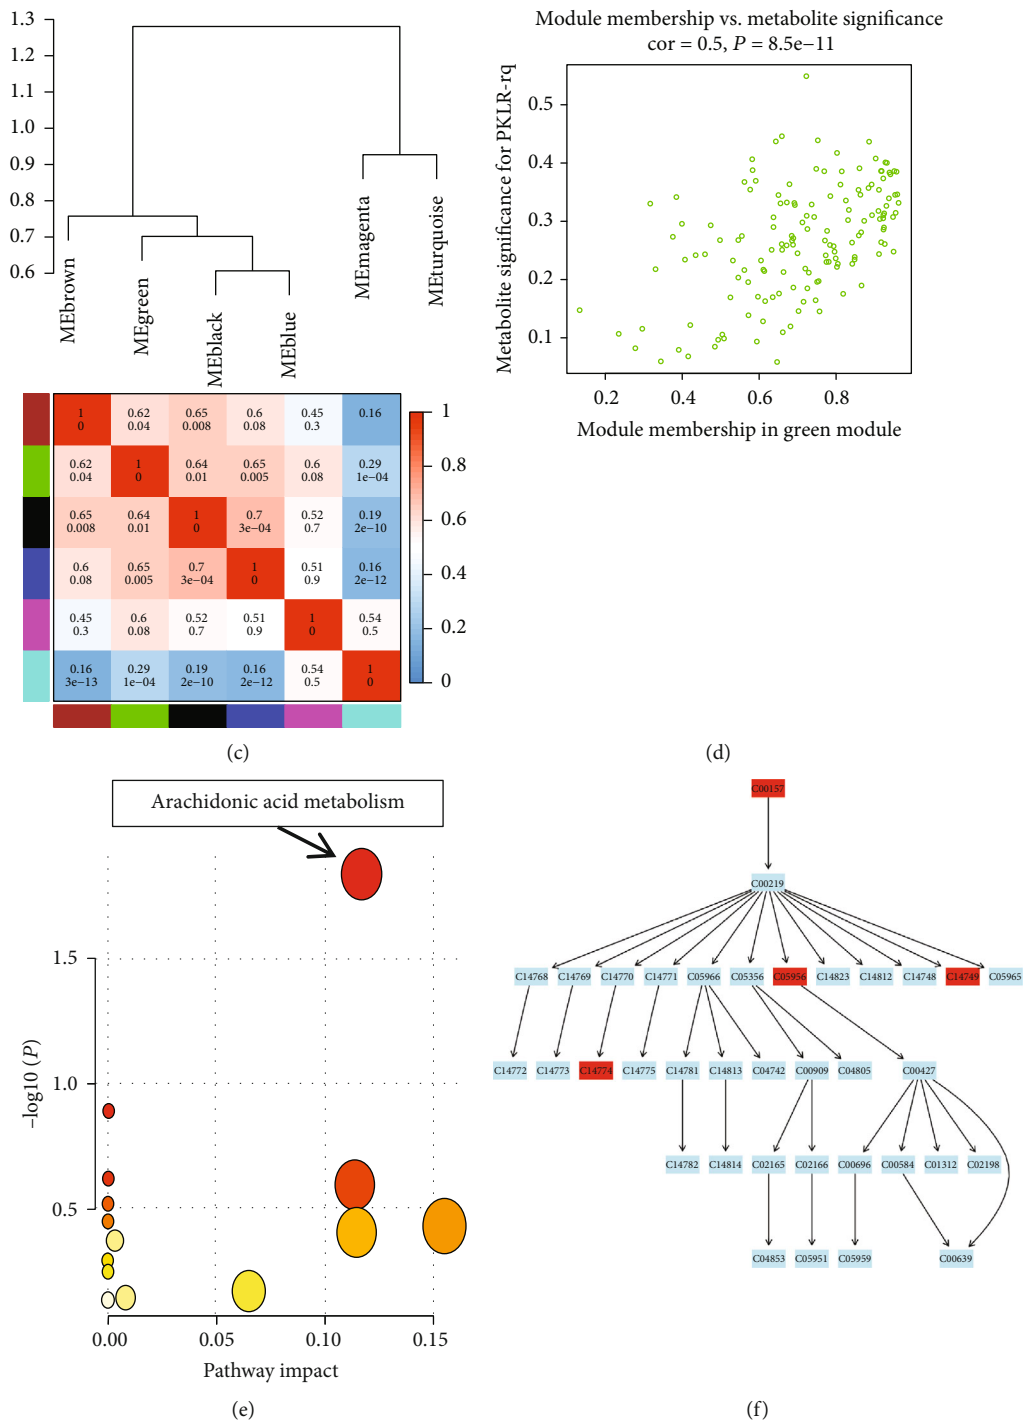 1.3
1.2
1.1
1.0
0.9
0.8
0.7
0.6
MEbrown
MEgreen
MEblack
MEblue
MEmagenta
MEturquoise
1 0.62 0.65 0.6 0.45 0.16
0 0.04 0.008 0.08 0.3
0.62 1 0.64 0.65 0.6 0.29
0.04 0 0.01 0.005 0.08 1e−04
0.65 0.64 1 0.7 0.52 0.19
0.008 0.01 0 3e−04 0.7 2e−10
0.6 0.65 0.7 1 0.51 0.16
0.08 0.005 3e−04 0 0.9 2e−12
0.45 0.6 0.52 0.51 1 0.54
0.3 0.08 0.7 0.9 0 0.5
0.16 0.29 0.19 0.16 0.54 1
3e−13 1e−04 2e−10 2e−12 0.5 0
1
0.8
0.6
0.4
0.2
0
(c)
Module membership vs. metabolite significance
cor = 0.5, P = 8.5e−11
Metabolite significance for PKLR-rq
0.5
0.4
0.3
0.2
0.1
0.2 0.4 0.6 0.8
Module membership in green module
(d)
Arachidonic acid metabolism
−log10 (P)
1.5
1.0
0.5
0.00 0.05 0.10 0.15
Pathway impact
(e)
C00157
C00219
C14768 C14769 C14770 C14771 C05966 C05356 C05956 C14823 C14812 C14748 C14749 C05965
C14772 C14773 C14774 C14775 C14781 C14813 C04742 C00909 C04805 C00427
C14782 C14814 C02165 C02166 C00696 C00584 C01312 C02198
C04853 C05951 C05959 C00639
(f)